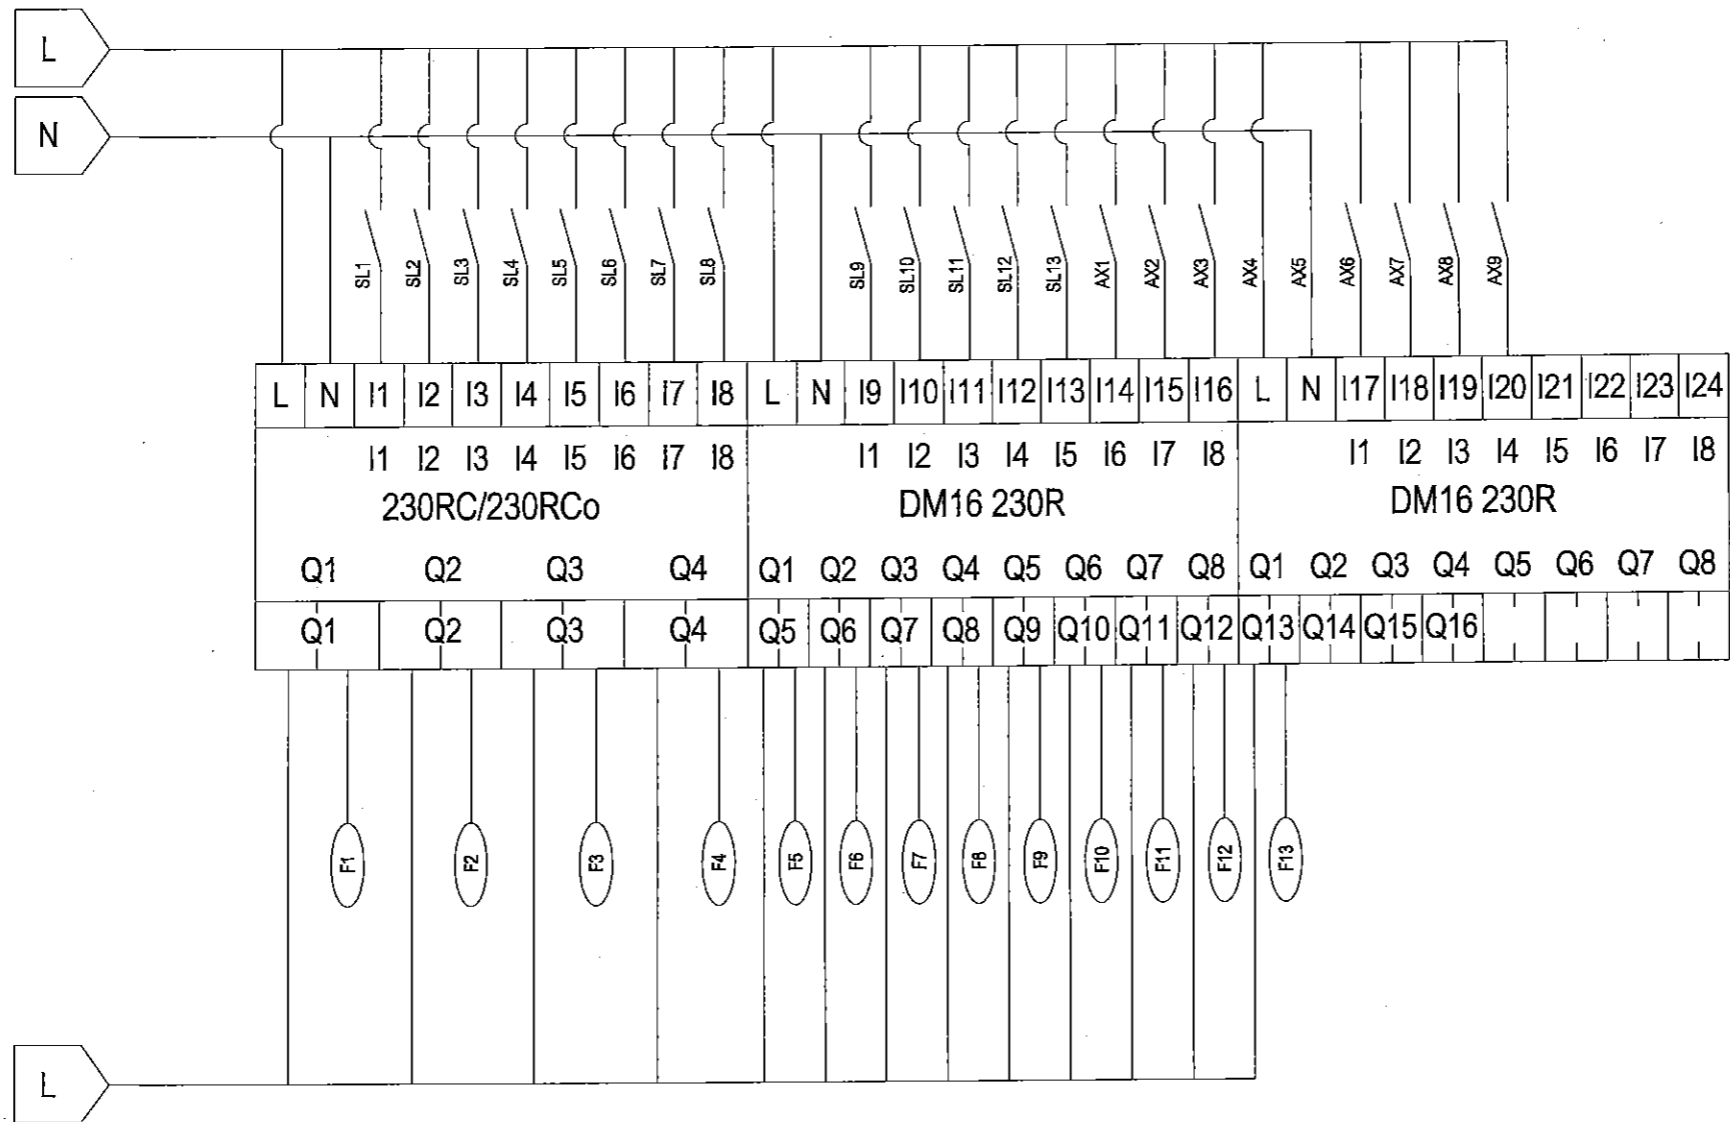 L
N
SL1 SL2 SL3 SL4 SL5 SL6 SL7 SL8 SL9 SL10 SL11 SL12 SL13 AX1 AX2 AX3 AX4 AX5 AX6 AX7 AX8 AX9
L N I1 I2 I3 I4 I5 I6 I7 I8 L N I9 I10 I11 I12 I13 I14 I15 I16 L N I17 I18 I19 I20 I21 I22 I23 I24
I1 I2 I3 I4 I5 I6 I7 I8 I1 I2 I3 I4 I5 I6 I7 I8 I1 I2 I3 I4 I5 I6 I7 I8
230RC/230RCo DM16 230R DM16 230R
Q1 Q2 Q3 Q4 Q1 Q2 Q3 Q4 Q5 Q6 Q7 Q8 Q1 Q2 Q3 Q4 Q5 Q6 Q7 Q8
Q1 Q2 Q3 Q4 Q5 Q6 Q7 Q8 Q9 Q10 Q11 Q12 Q13 Q14 Q15 Q16
F1 F2 F3 F4 F5 F6 F7 F8 F9 F10 F11 F12 F13
L